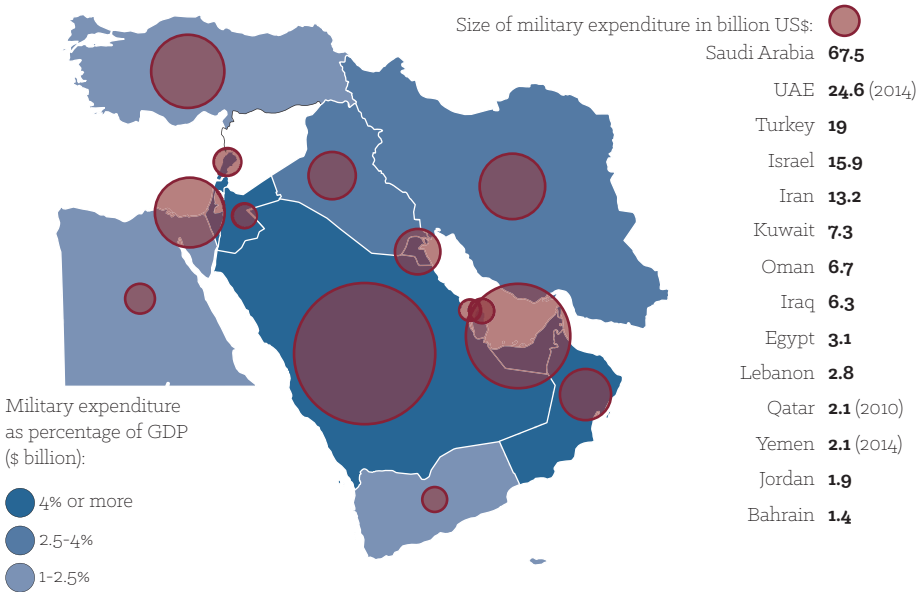 Size of military expenditure in billion US$:
Saudi Arabia 67.5
UAE 24.6 (2014)
Turkey 19
Israel 15.9
Iran 13.2
Kuwait 7.3
Oman 6.7
Iraq 6.3
Egypt 3.1
Lebanon 2.8
Qatar 2.1 (2010)
Yemen 2.1 (2014)
Jordan 1.9
Bahrain 1.4
Military expenditure
as percentage of GDP
($ billion):
4% or more
2.5-4%
1-2.5%